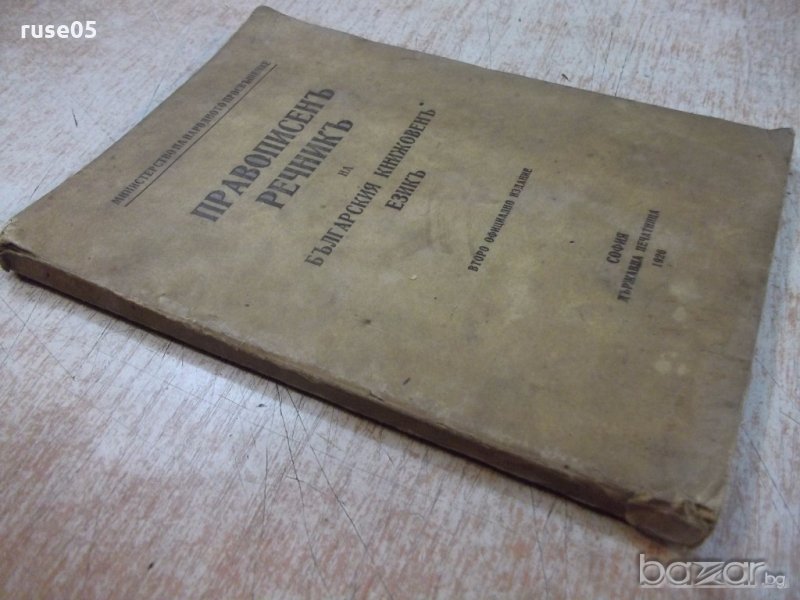 ruse05
МИНИСТЕРСТВО НА НАРОДНОТО ПРОСВѢЩЕНИЕ
ПРАВОПИСЕНЪ
РЕЧНИКЪ
НА
БЪЛГАРСКИЯ КНИЖОВЕНЪ
ЕЗИКЪ
ВТОРО ОФИЦИАЛНО ИЗДАНИЕ
СОФИЯ
ДЪРЖАВНА ПЕЧАТНИЦА
1926
bazar.bg